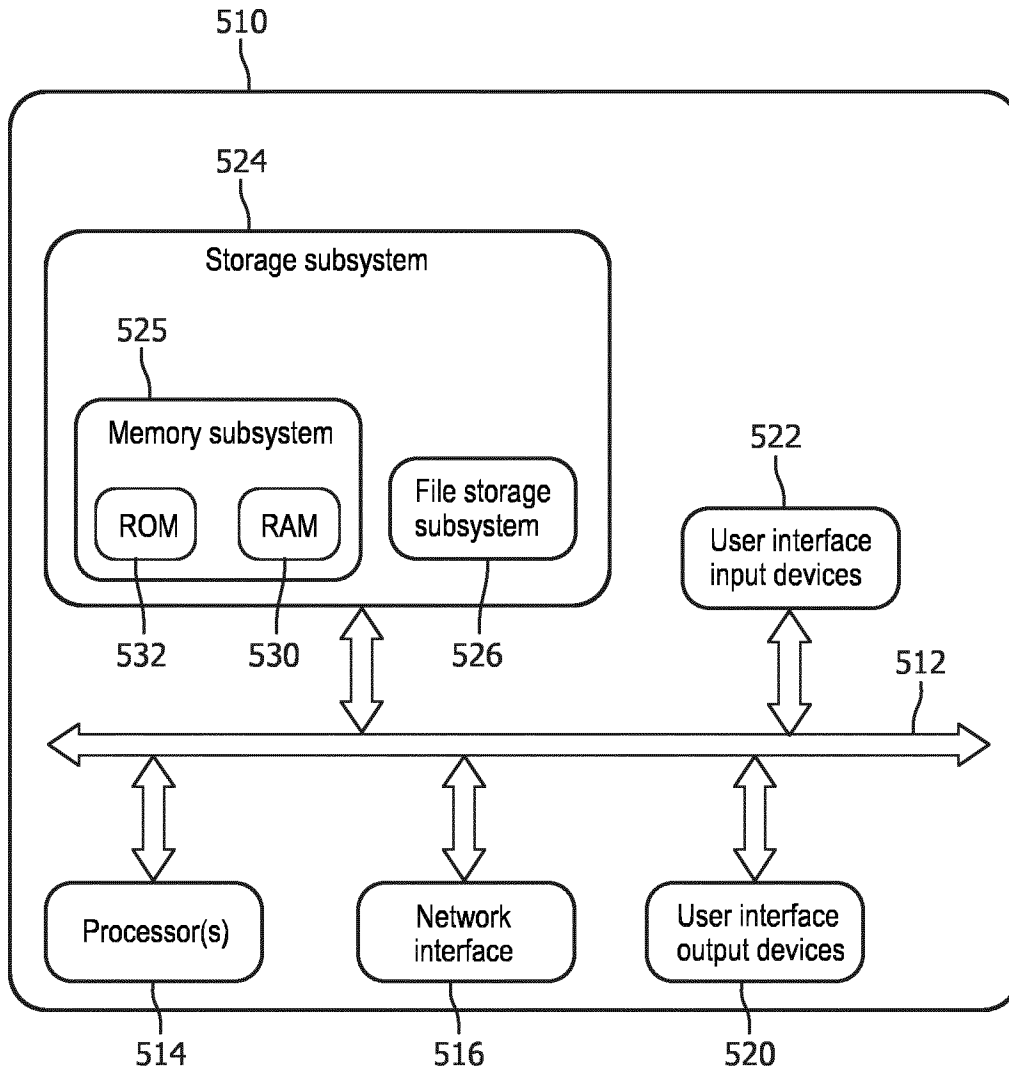 510
524
Storage subsystem
525
Memory subsystem
522
ROM
RAM
File storage
subsystem
User interface
input devices
532
530
526
512
Processor(s)
Network
interface
User interface
output devices
514
516
520